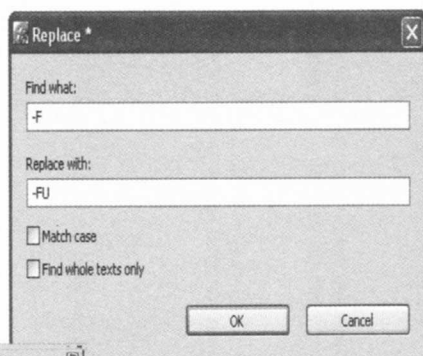 Replace *
Find what:
-F
Replace with:
-FU
Match case
Find whole texts only
OK
Cancel